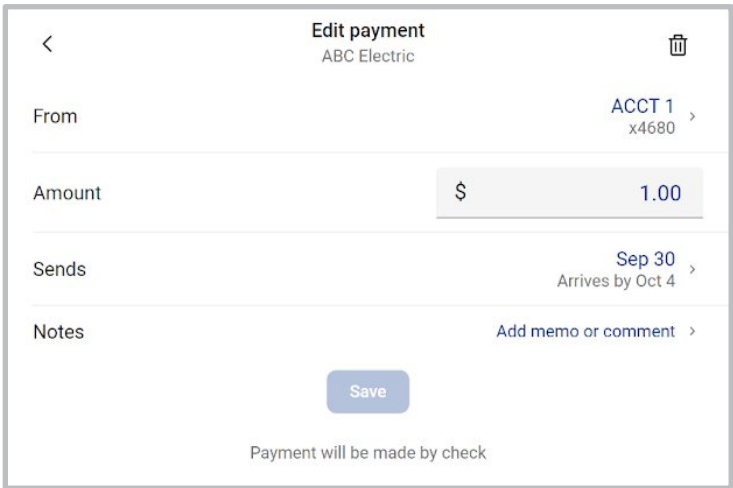 Edit payment
ABC Electric
From
ACCT 1
x4680
Amount
$ 1.00
Sends
Sep 30
Arrives by Oct 4
Notes
Add memo or comment
Save
Payment will be made by check